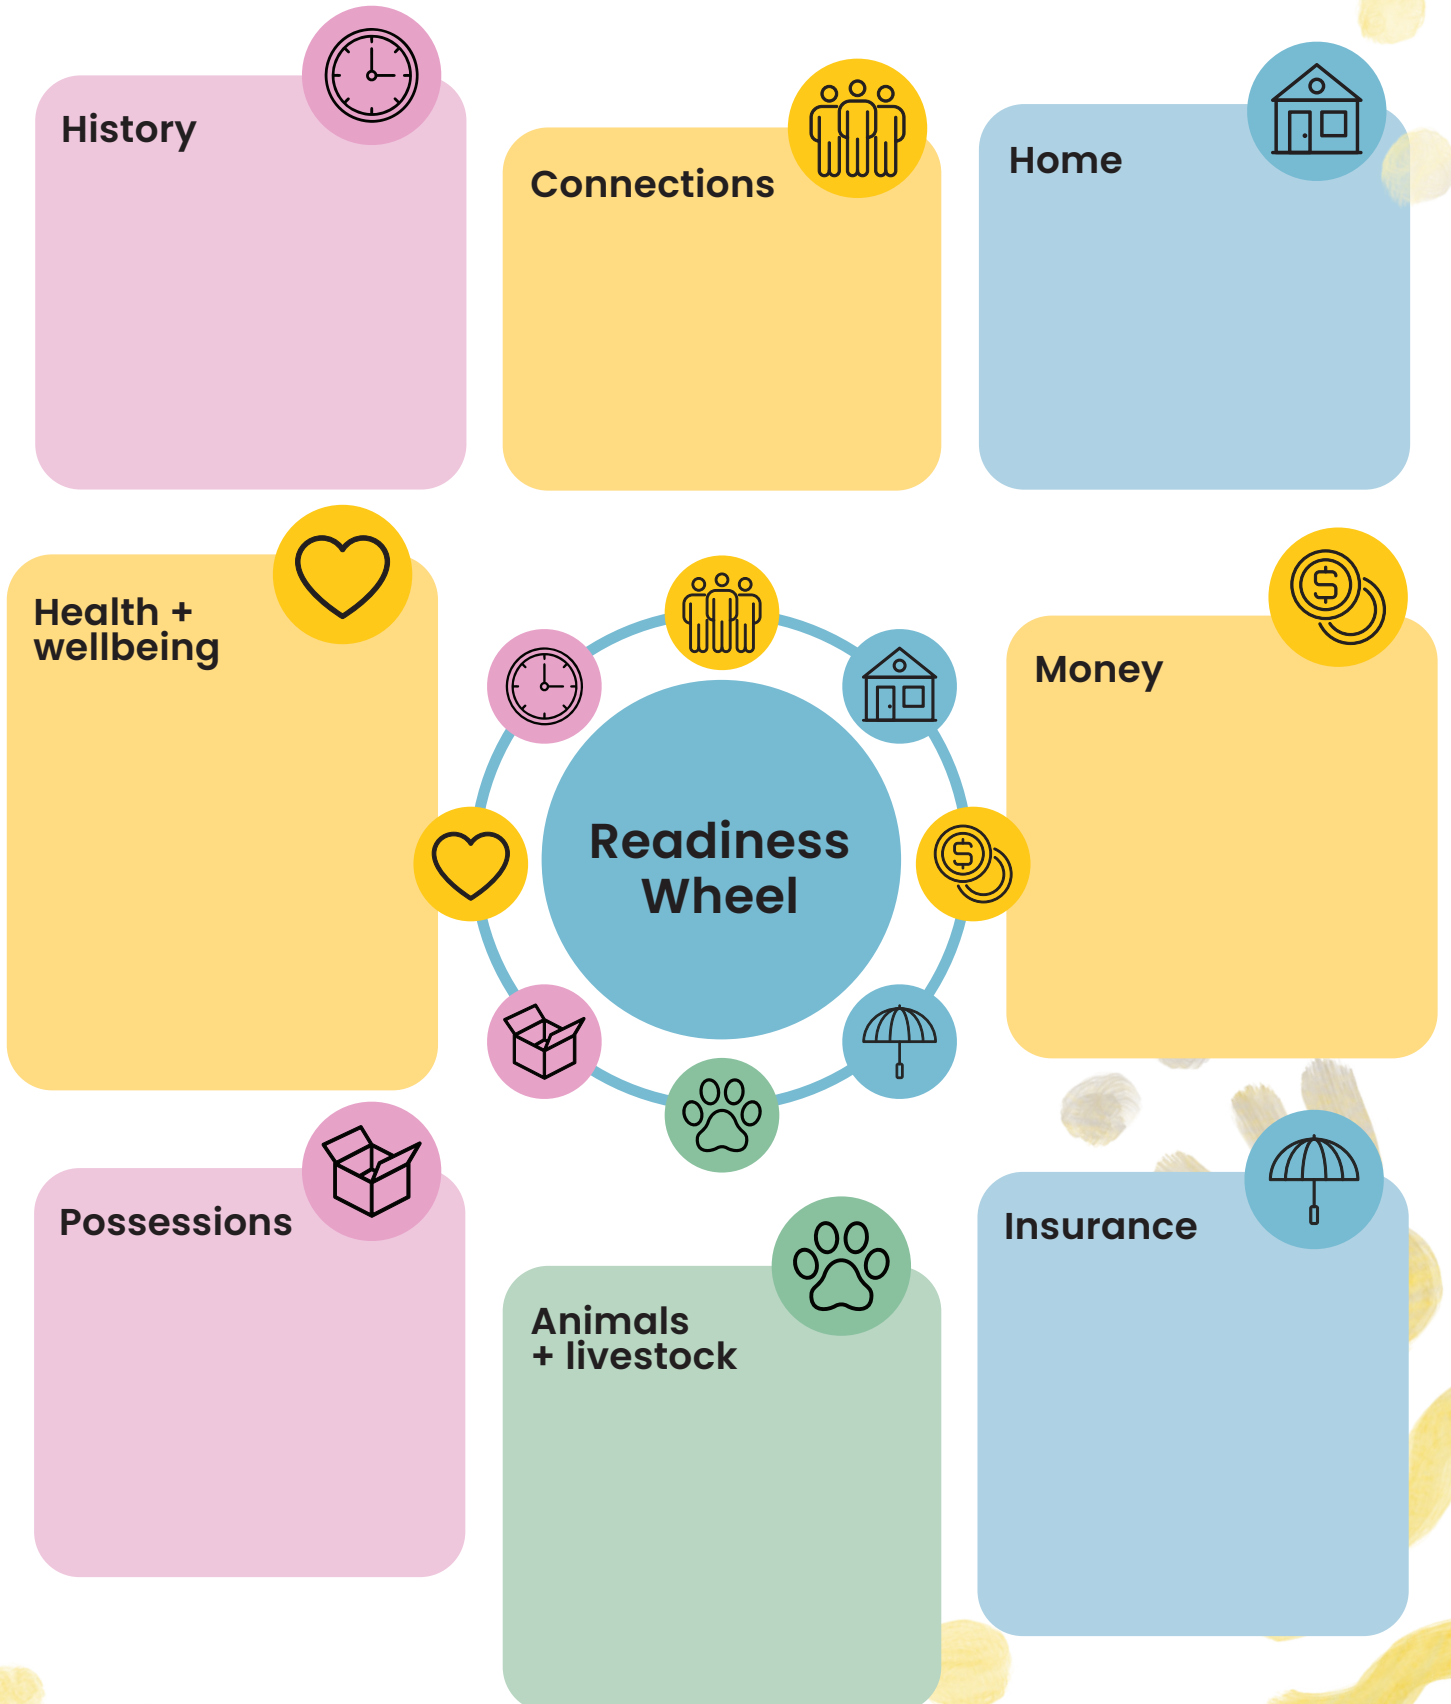 History
Connections
Home
Health +
wellbeing
Money
Readiness
Wheel
Possessions
Animals
+ livestock
Insurance